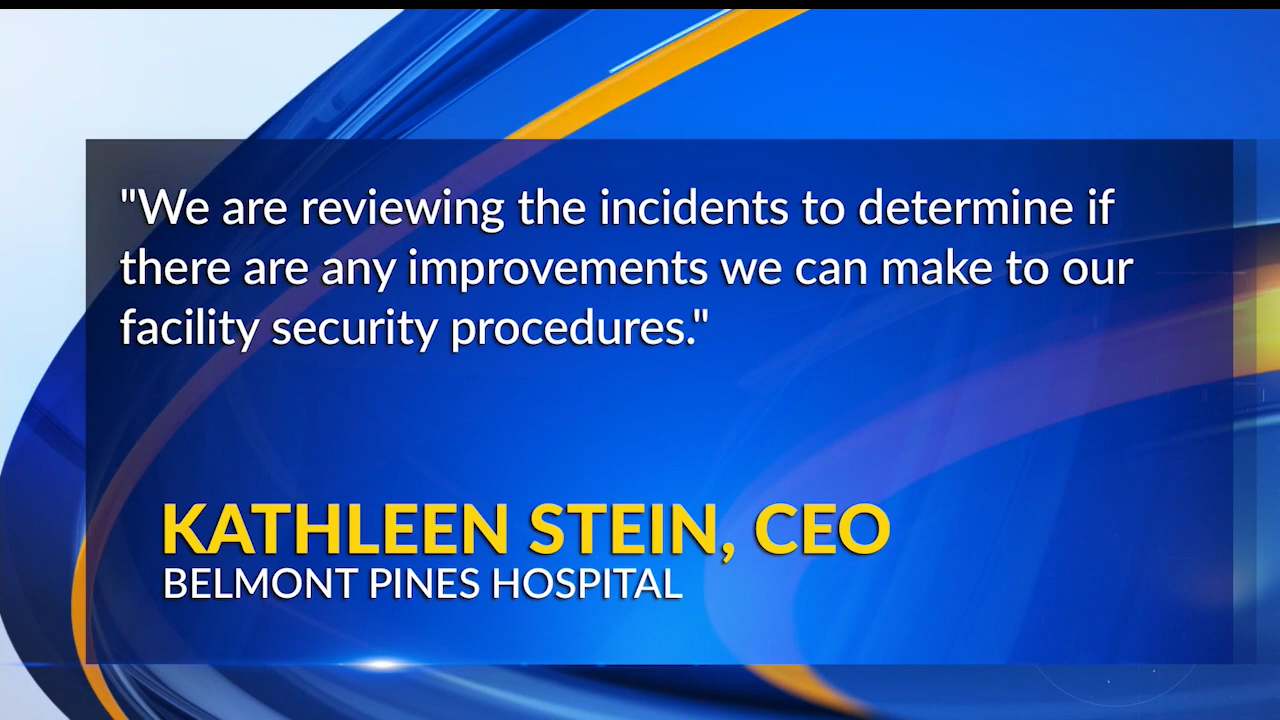 "We are reviewing the incidents to determine if
there are any improvements we can make to our
facility security procedures."
KATHLEEN STEIN, CEO
BELMONT PINES HOSPITAL